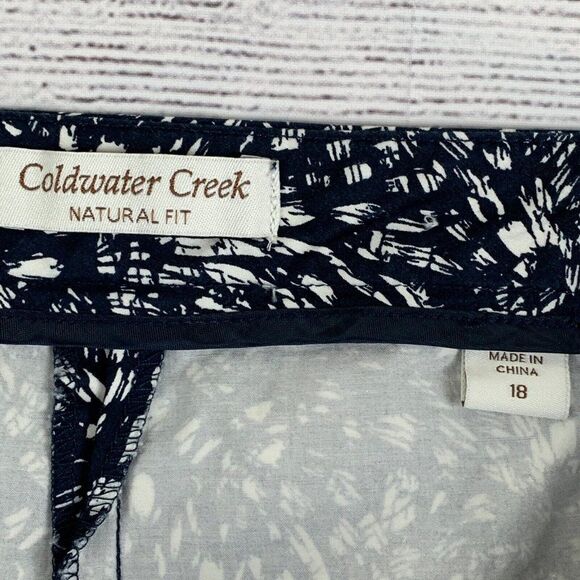 Coldwater Creek
NATURAL FIT
MADE IN
CHINA
18